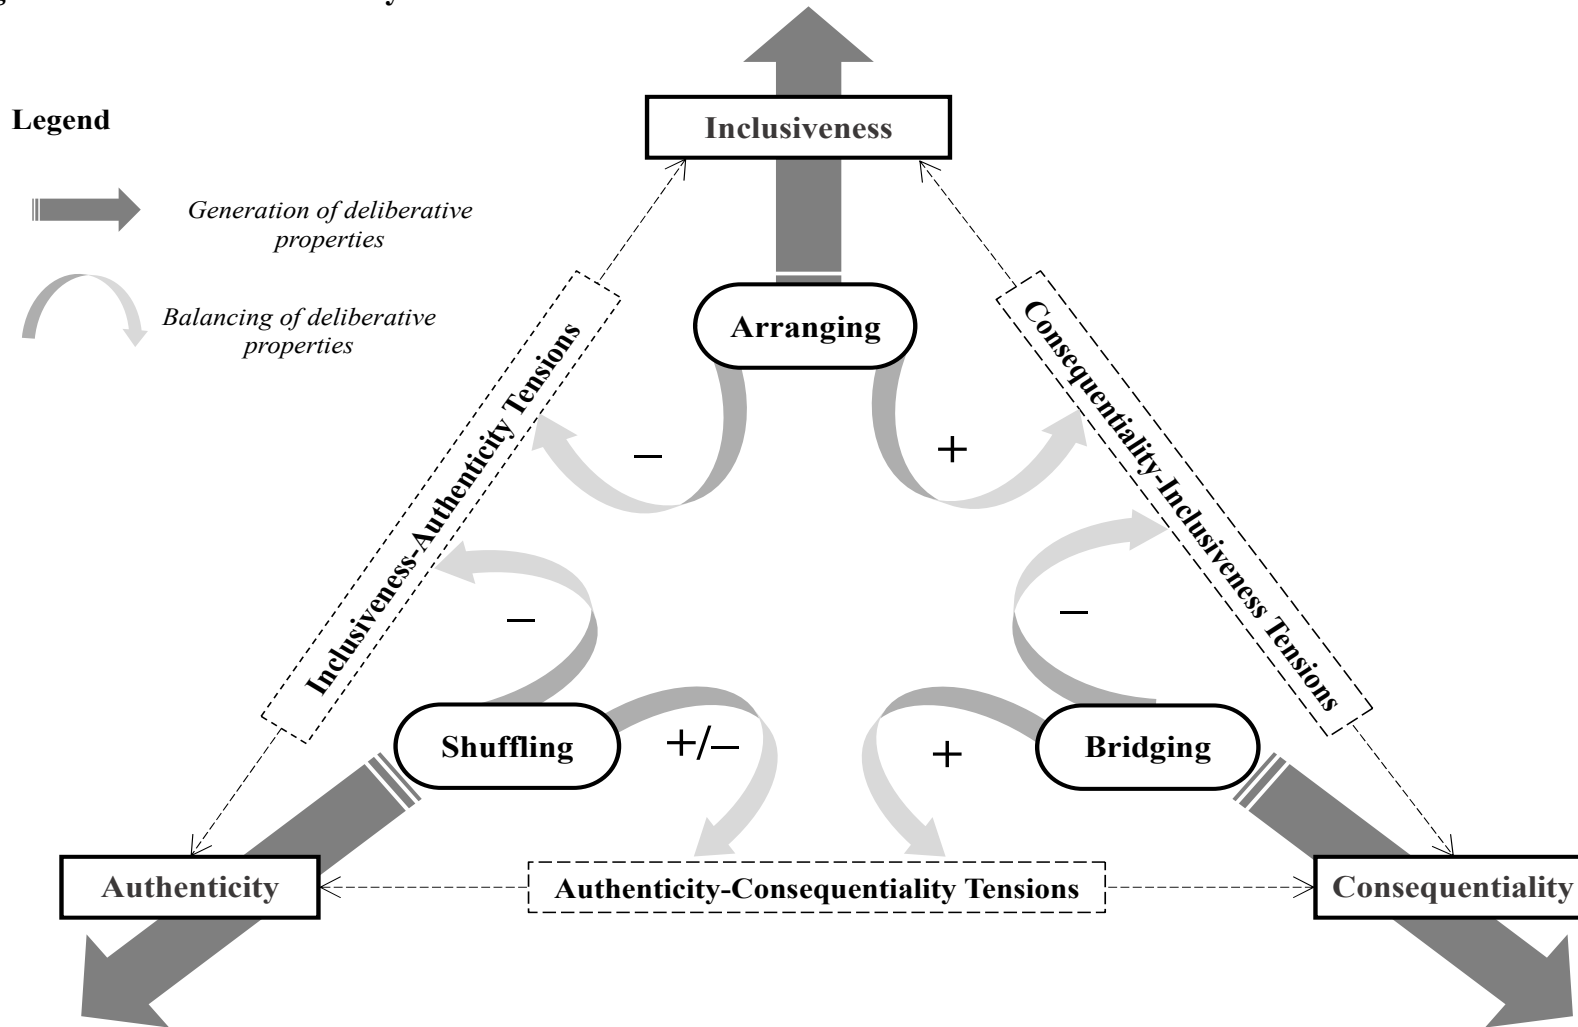 Legend
Generation of deliberative
properties
Balancing of deliberative
properties
Inclusiveness
Arranging
Inclusiveness-Authenticity Tensions
Consequentiality-Inclusiveness Tensions
–
+
–
–
Shuffling
+/–
+
Bridging
Authenticity
Authenticity-Consequentiality Tensions
Consequentiality